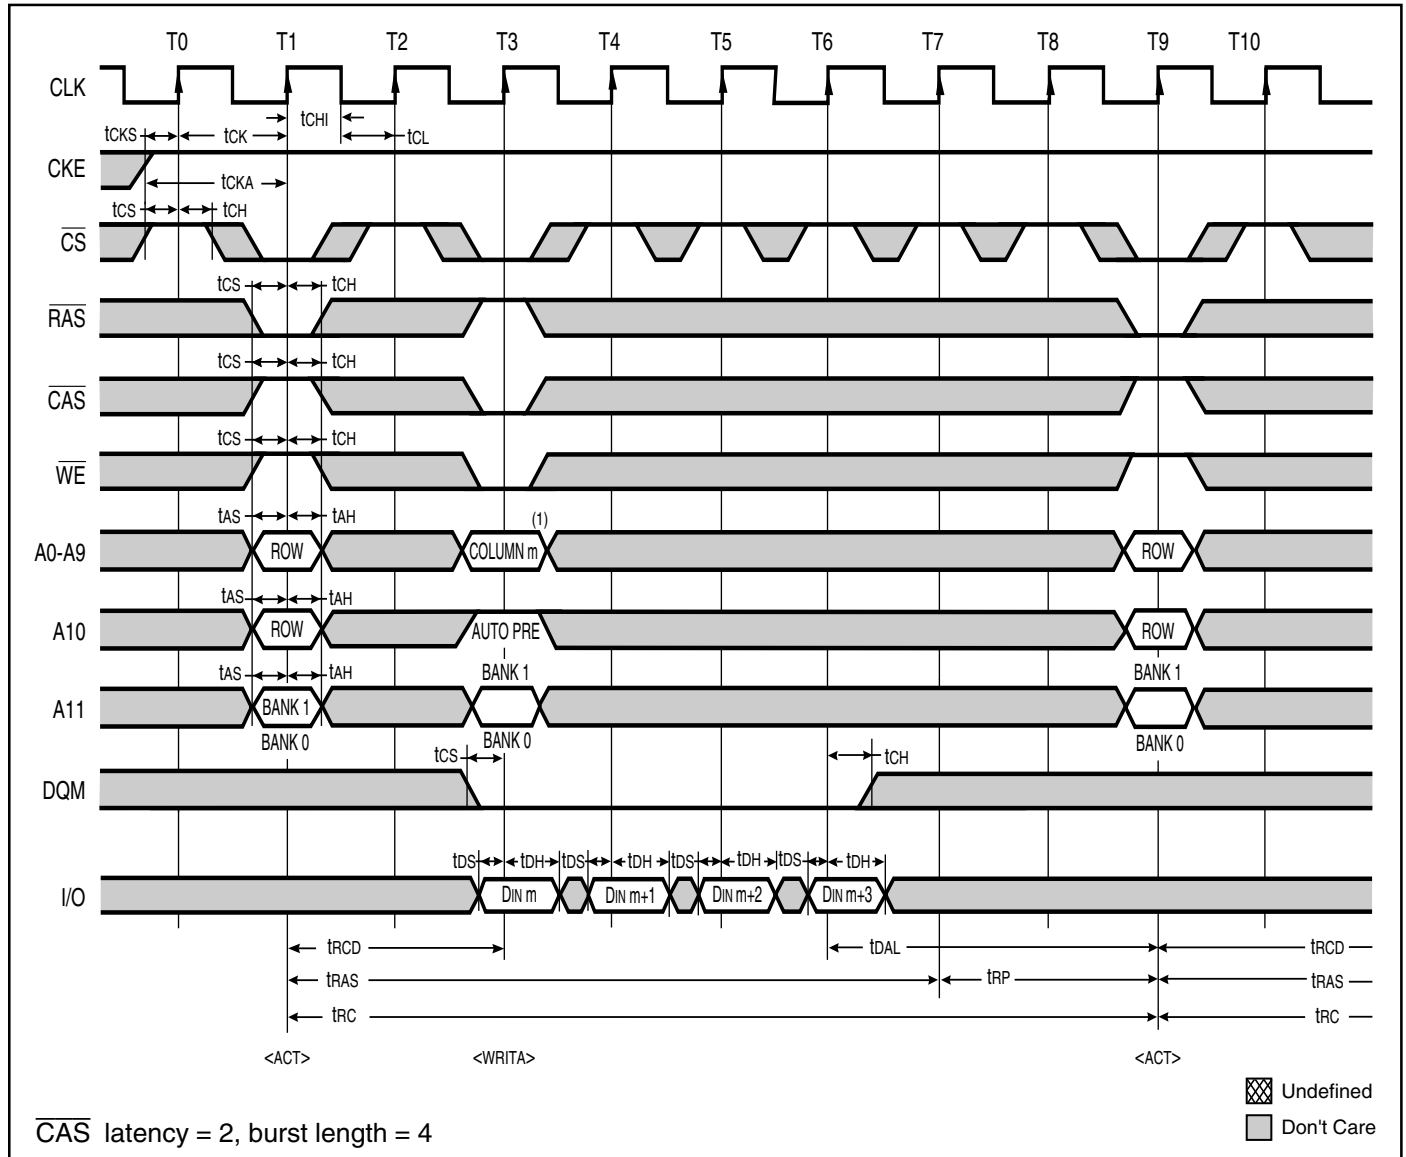 T0 T1 T2 T3 T4 T5 T6 T7 T8 T9 T10
CLK
tCHI
tCKS tCK tCL
CKE
tCKA
tCS tCH
CS
tCS tCH
RAS
tCS tCH
CAS
tCS tCH
WE
tAS tAH (1)
A0-A9 ROW COLUMN m ROW
tAS tAH
A10 ROW AUTO PRE ROW
tAS tAH BANK 1 BANK 1
A11 BANK 1
BANK 0 BANK 0 BANK 0
tCS tCH
DQM
tDS tDH tDS tDH tDS tDH tDS tDH
I/O DIN m DIN m+1 DIN m+2 DIN m+3
tRCD tDAL tRCD
tRAS tRP tRAS
tRC tRC
<ACT> <WRITA> <ACT>
Undefined
CAS latency = 2, burst length = 4 Don't Care